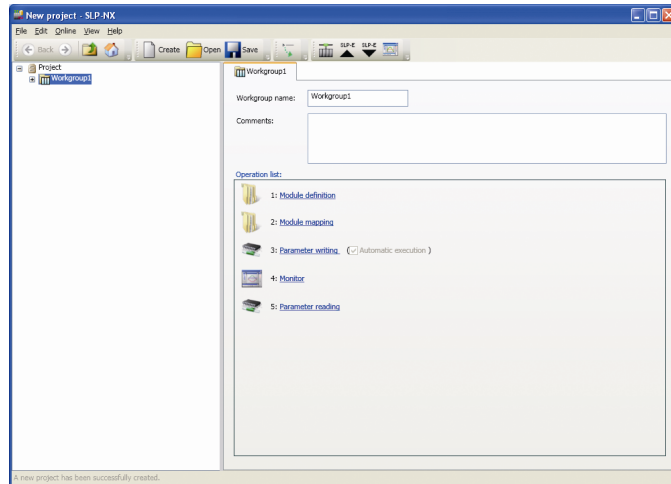 New project - SLP-NX
File Edit Online View Help
Back Create Open Save SLP-E SLP-E
Project
Workgroup1
Workgroup1
Workgroup name: Workgroup1
Comments:
Operation list:
1: Module definition
2: Module mapping
3: Parameter writing ( Automatic execution )
4: Monitor
5: Parameter reading
A new project has been successfully created.